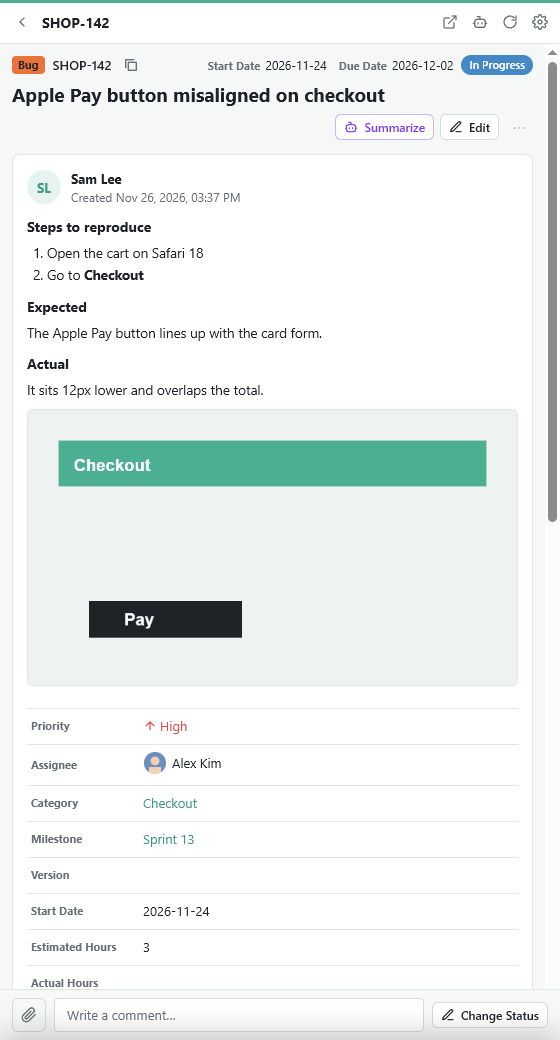 SHOP-142
Bug SHOP-142 Start Date 2026-11-24 Due Date 2026-12-02 In Progress
Apple Pay button misaligned on checkout
Summarize Edit
SL Sam Lee
Created Nov 26, 2026, 03:37 PM
Steps to reproduce
1. Open the cart on Safari 18
2. Go to Checkout
Expected
The Apple Pay button lines up with the card form.
Actual
It sits 12px lower and overlaps the total.
Checkout
Pay
Priority High
Assignee Alex Kim
Category Checkout
Milestone Sprint 13
Version
Start Date 2026-11-24
Estimated Hours 3
Actual Hours
Write a comment... Change Status